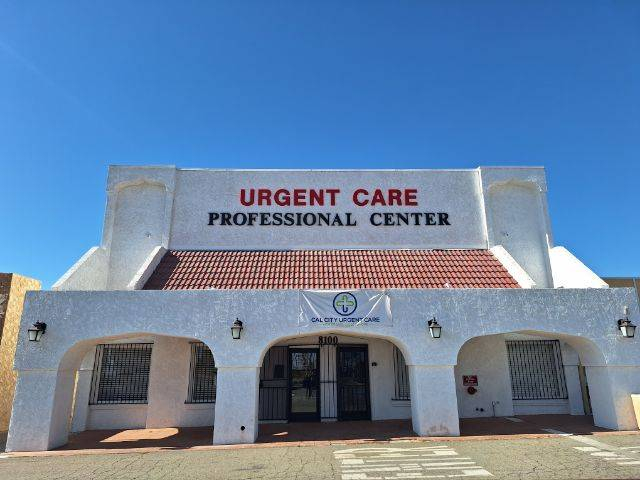 URGENT CARE
PROFESSIONAL CENTER
CAL CITY URGENT CARE
8100